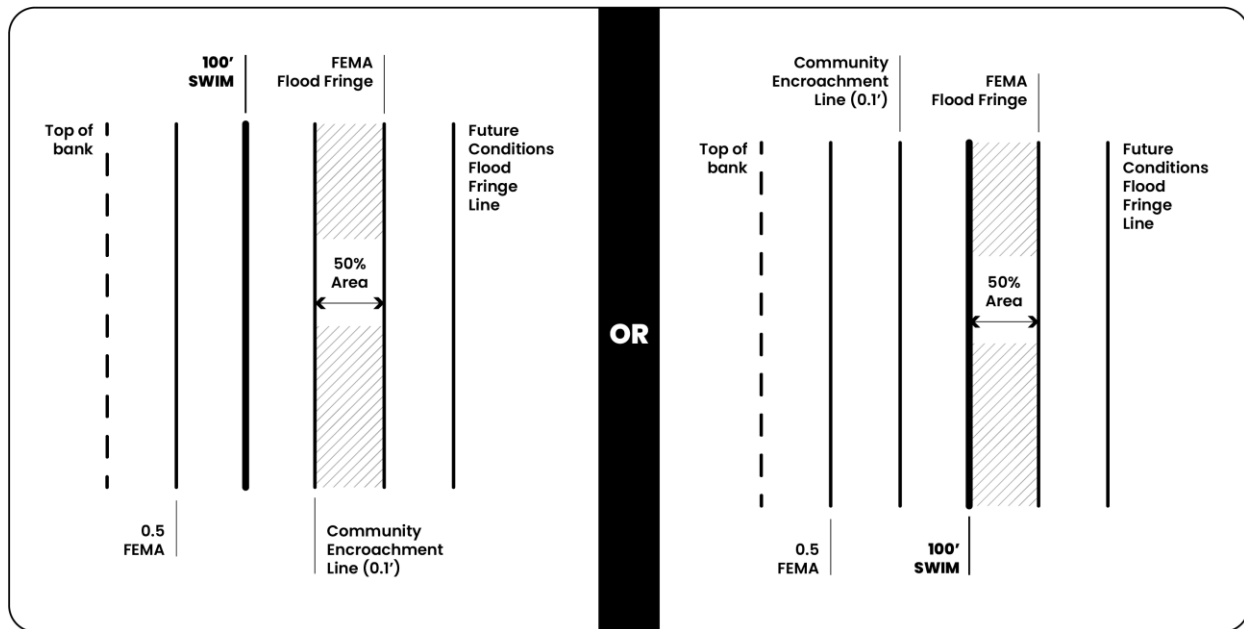 100’
SWIM
FEMA
Flood Fringe
Top of
bank
Future
Conditions
Flood
Fringe
Line
50%
Area
0.5
FEMA
Community
Encroachment
Line (0.1’)
OR
Community
Encroachment
Line (0.1’)
FEMA
Flood Fringe
Top of
bank
Future
Conditions
Flood
Fringe
Line
50%
Area
0.5
FEMA
100’
SWIM